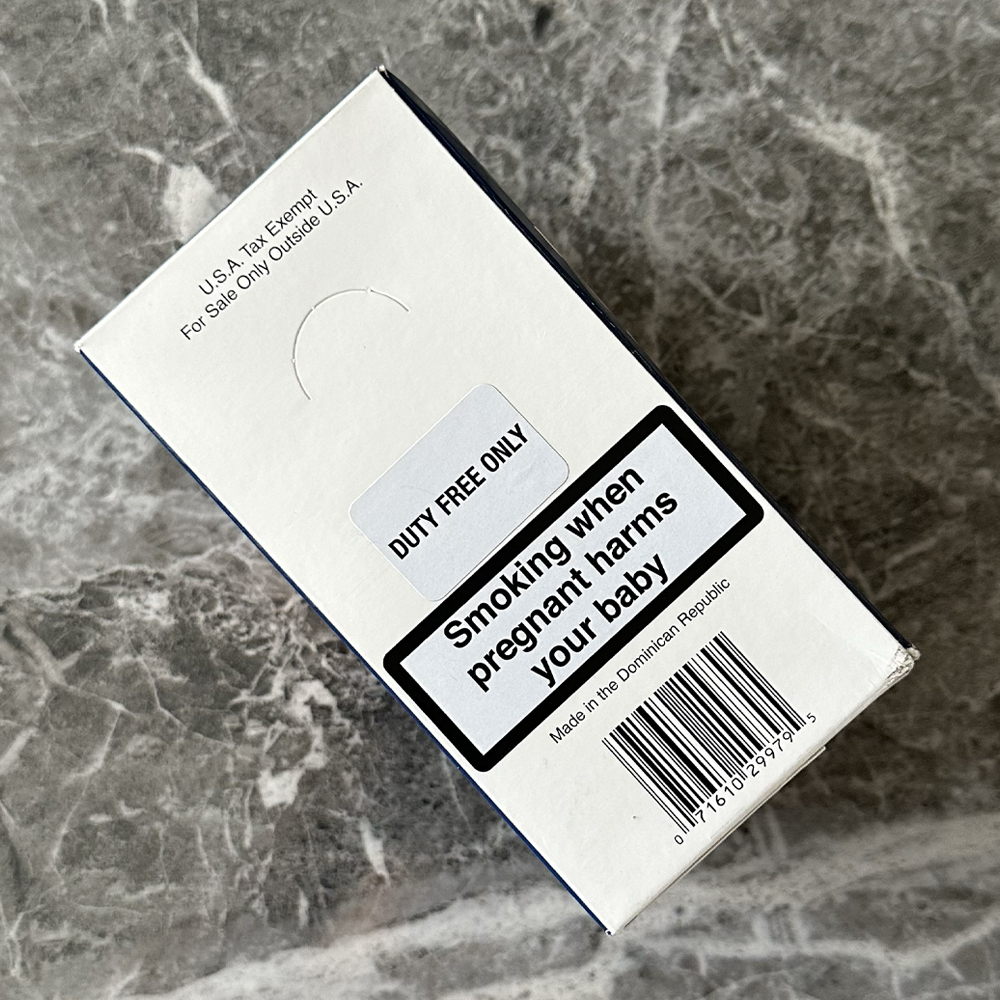 U.S.A. Tax Exempt
For Sale Only Outside U.S.A.
DUTY FREE ONLY
Smoking when
pregnant harms
your baby
Made in the Dominican Republic
0 71610 29979 5